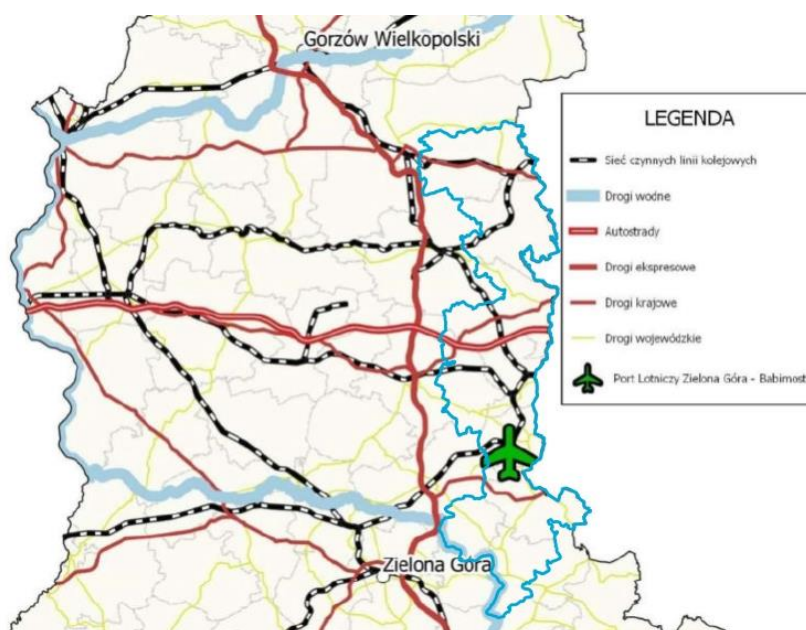 Gorzów Wielkopolski
LEGENDA
Sieć czynnych linii kolejowych
Drogi wodne
Autostrady
Drogi ekspresowe
Drogi krajowe
Drogi wojewódzkie
Port Lotniczy Zielona Góra - Babimost
Zielona Góra